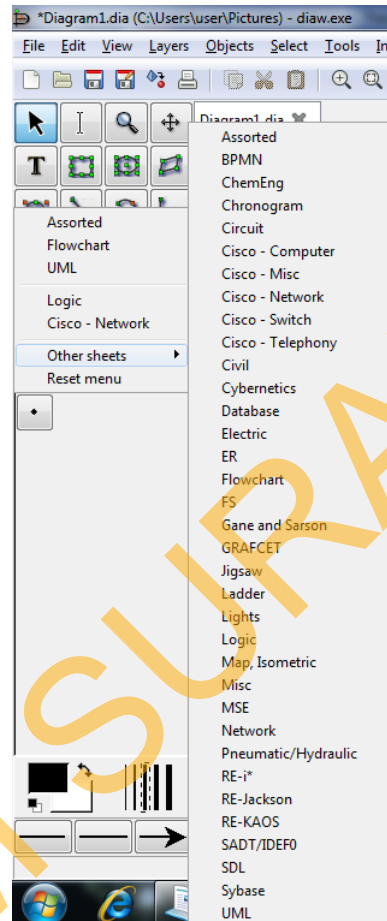 *Diagram1.dia (C:\Users\user\Pictures) - diaw.exe
File Edit View Layers Objects Select Tools
Diagram1.dia
T
Assorted
Flowchart
UML
Logic
Cisco - Network
Other sheets
Reset menu
Assorted
BPMN
ChemEng
Chronogram
Circuit
Cisco - Computer
Cisco - Misc
Cisco - Network
Cisco - Switch
Cisco - Telephony
Civil
Cybernetics
Database
Electric
ER
Flowchart
FS
Gane and Sarson
GRAFCET
Jigsaw
Ladder
Lights
Logic
Map, Isometric
Misc
MSE
Network
Pneumatic/Hydraulic
RE-i*
RE-Jackson
RE-KAOS
SADT/IDEF0
SDL
Sybase
UML